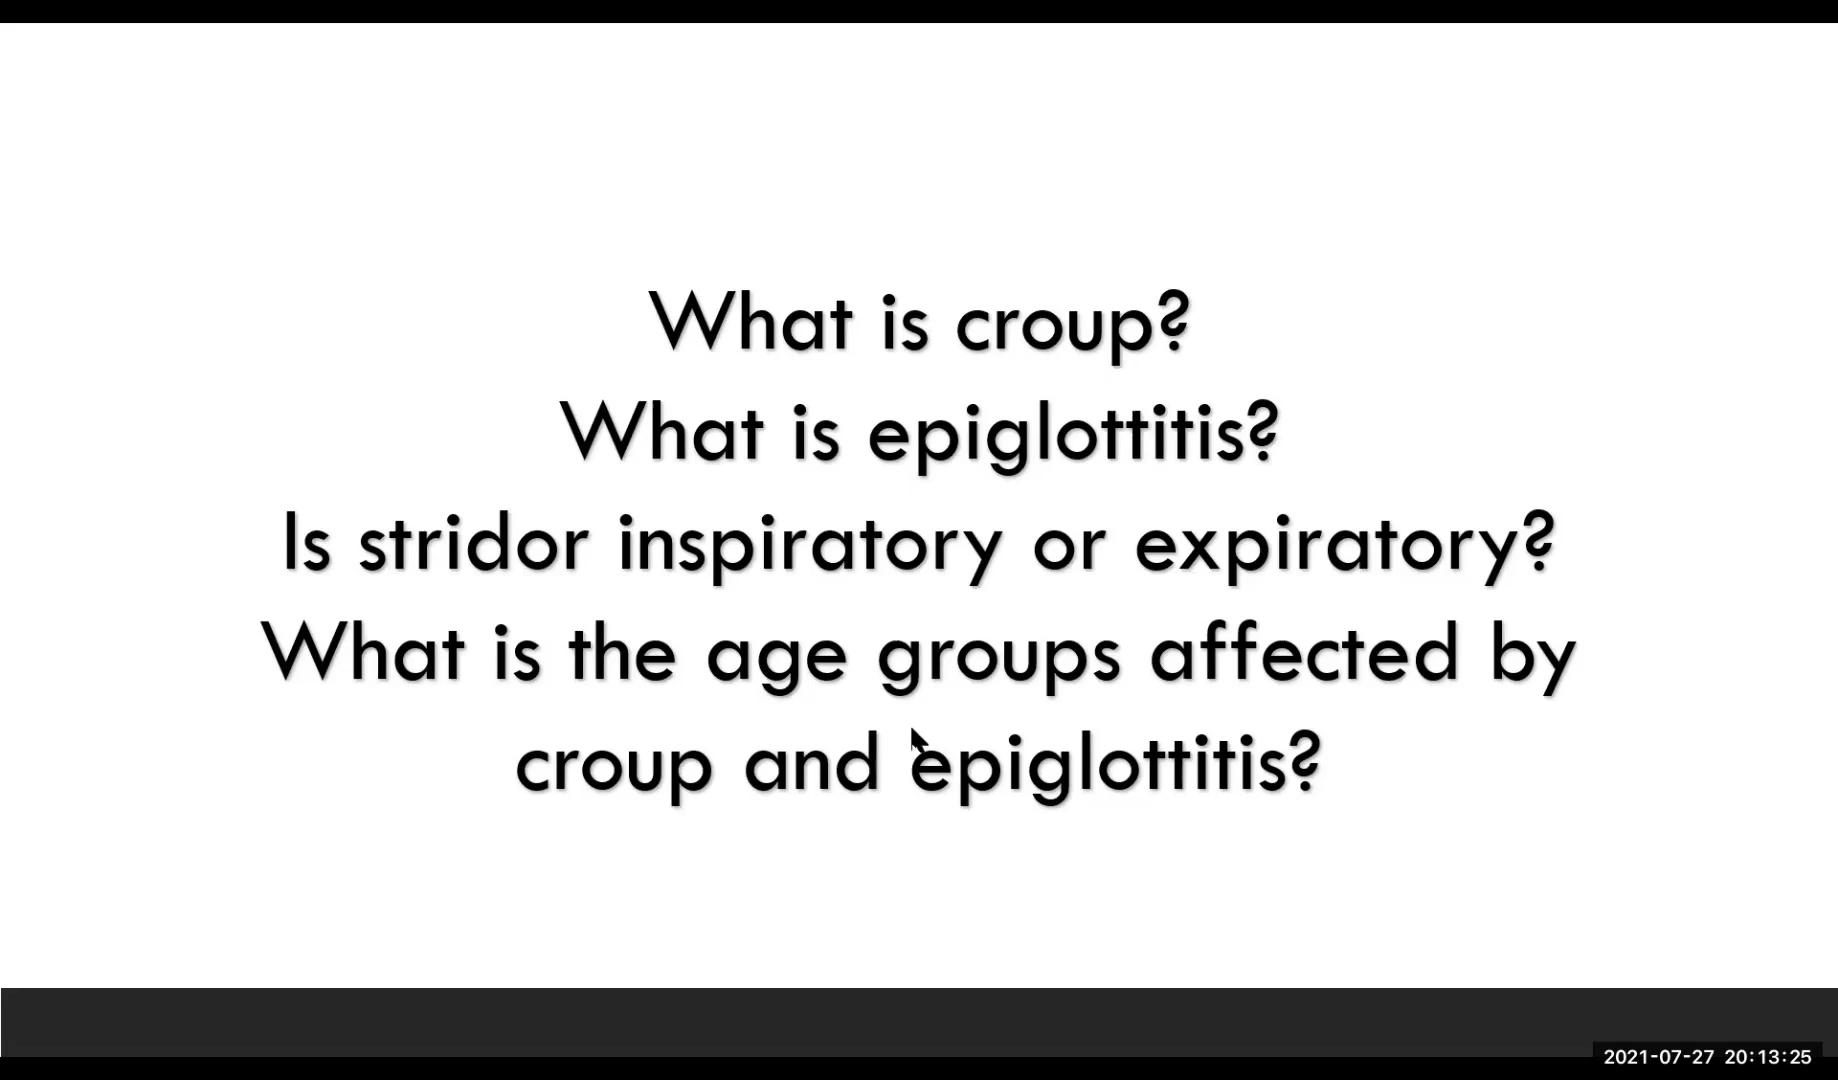 What is croup?
What is epiglottitis?
Is stridor inspiratory or expiratory?
What is the age groups affected by
croup and epiglottitis?
2021-07-27 20:13:25